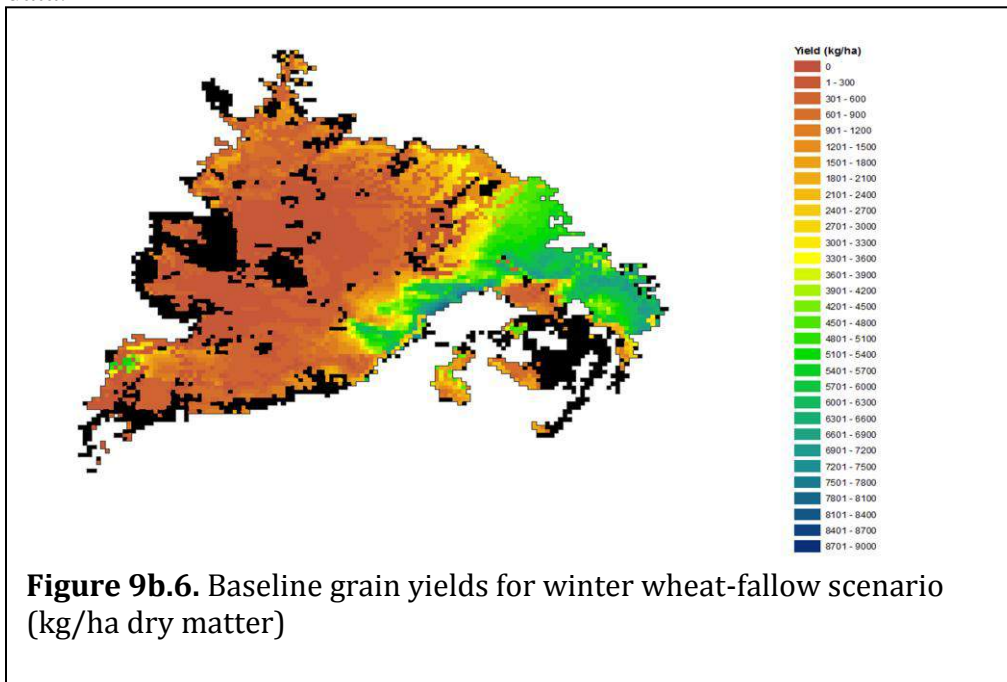 Yield (kg/ha)
0
1 - 300
301 - 600
601 - 900
901 - 1200
1201 - 1500
1501 - 1800
1801 - 2100
2101 - 2400
2401 - 2700
2701 - 3000
3001 - 3300
3301 - 3600
3601 - 3900
3901 - 4200
4201 - 4500
4501 - 4800
4801 - 5100
5101 - 5400
5401 - 5700
5701 - 6000
6001 - 6300
6301 - 6600
6601 - 6900
6901 - 7200
7201 - 7500
7501 - 7800
7801 - 8100
8101 - 8400
8401 - 8700
8701 - 9000
Figure 9b.6. Baseline grain yields for winter wheat-fallow scenario
(kg/ha dry matter)